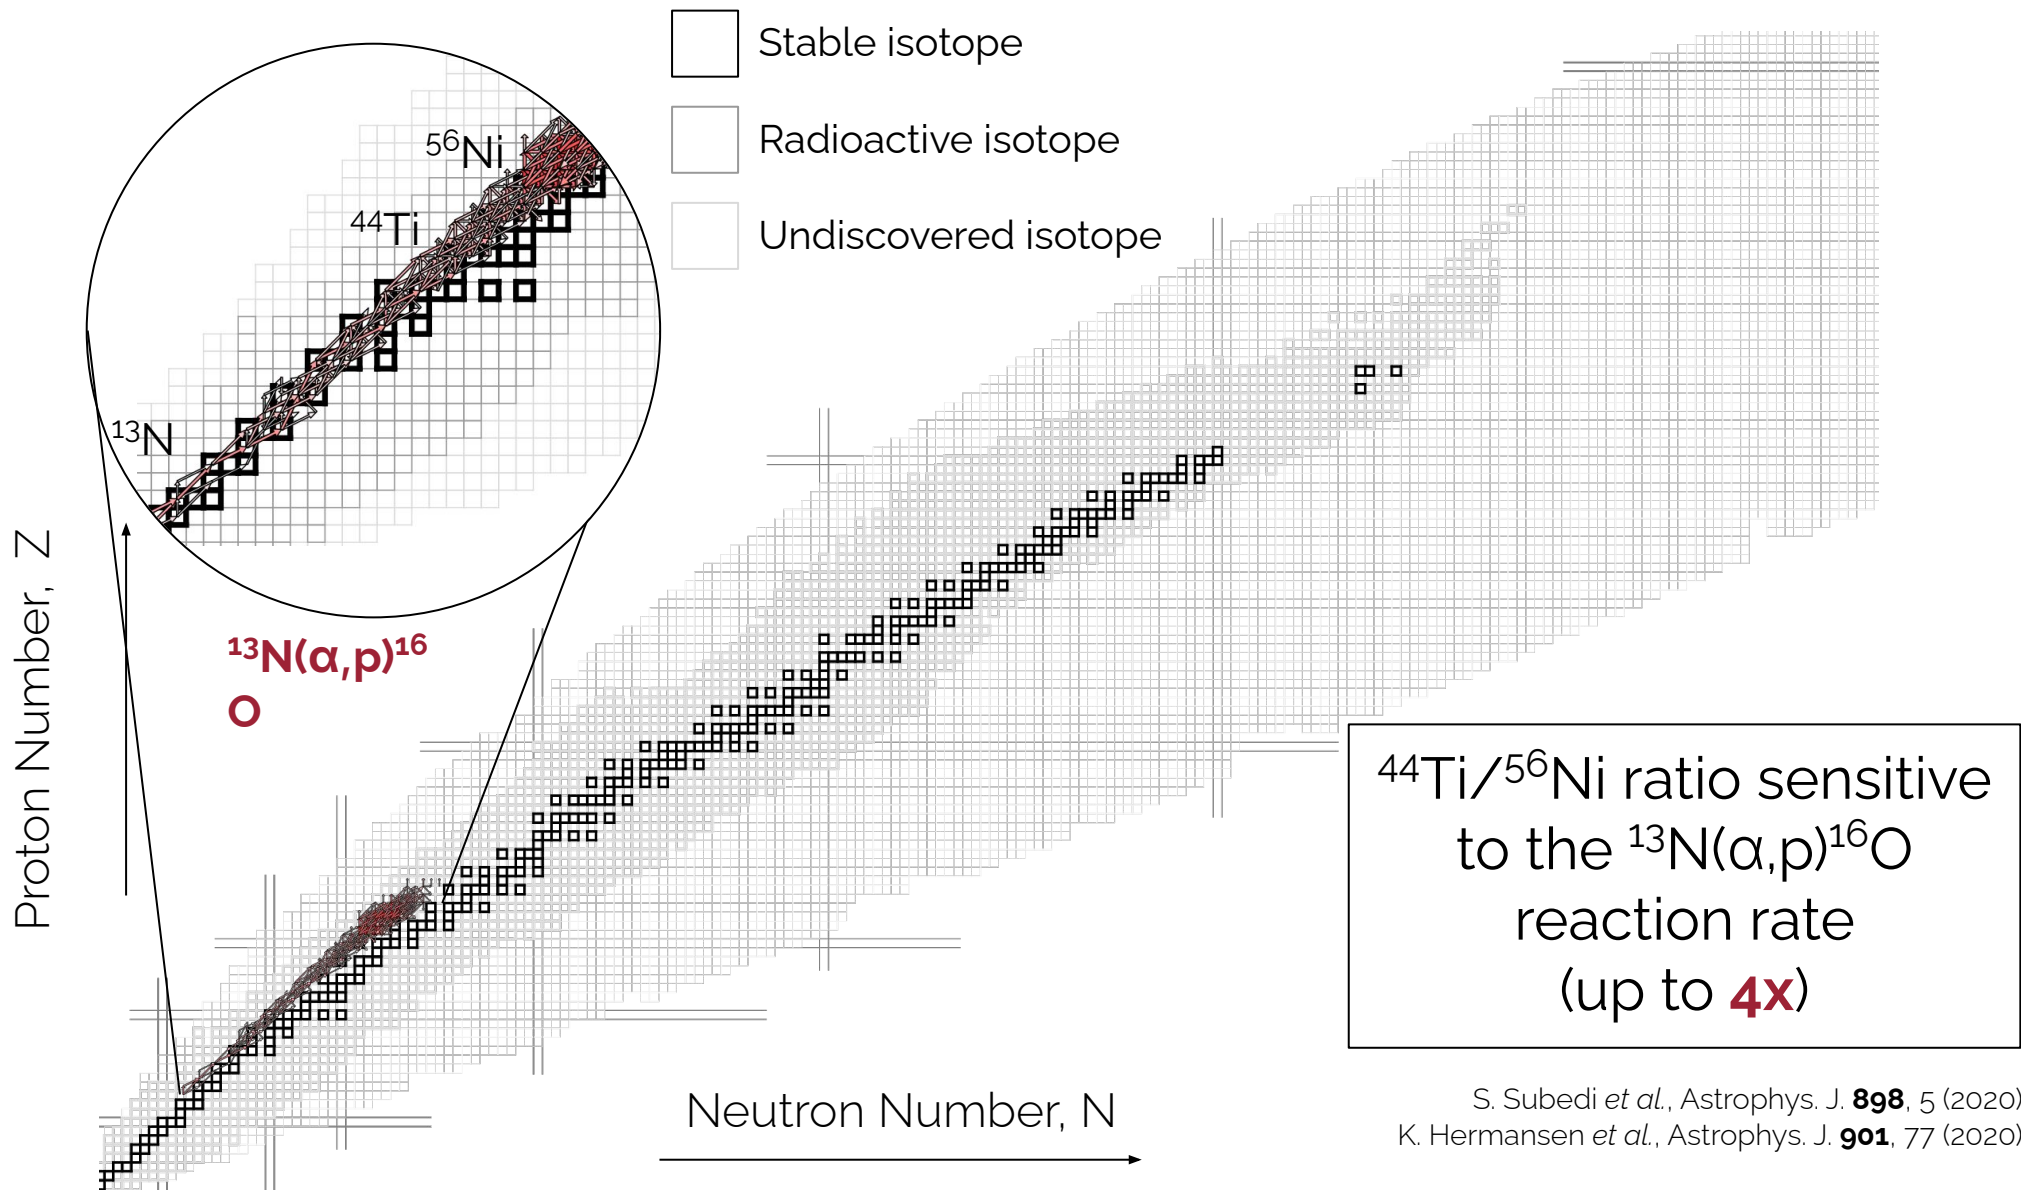 Stable isotope
Radioactive isotope
Undiscovered isotope
⁵⁶Ni
⁴⁴Ti
¹³N
¹³N(α,p)¹⁶
O
Proton Number, Z
Neutron Number, N
⁴⁴Ti/⁵⁶Ni ratio sensitive
to the ¹³N(α,p)¹⁶O
reaction rate
(up to 4x)
S. Subedi et al., Astrophys. J. 898, 5 (2020)
K. Hermansen et al., Astrophys. J. 901, 77 (2020)